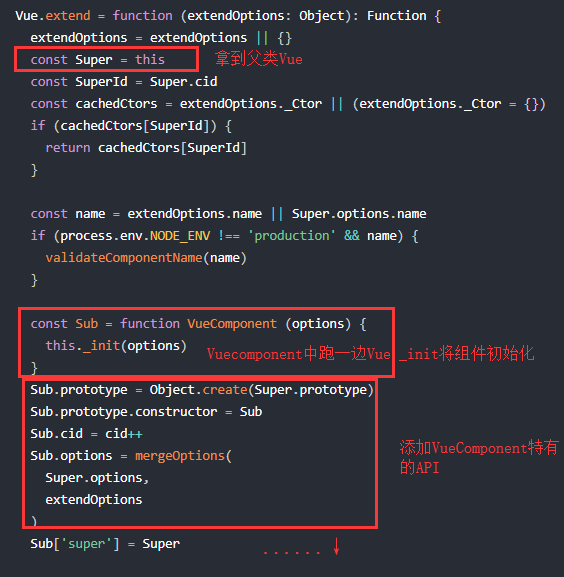 Vue.extend = function (extendOptions: Object): Function {
extendOptions = extendOptions || {}
const Super = this 拿到父类Vue
const SuperId = Super.cid
const cachedCtors = extendOptions._Ctor || (extendOptions._Ctor = {})
if (cachedCtors[SuperId]) {
return cachedCtors[SuperId]
}
const name = extendOptions.name || Super.options.name
if (process.env.NODE_ENV !== 'production' && name) {
validateComponentName(name)
}
const Sub = function VueComponent (options) {
this._init(options) Vuecomponent中跑一边Vue _init将组件初始化
}
Sub.prototype = Object.create(Super.prototype)
Sub.prototype.constructor = Sub
Sub.cid = cid++
添加VueComponent特有
的API
Sub.options = mergeOptions(
Super.options,
extendOptions
)
Sub['super'] = Super
......↓